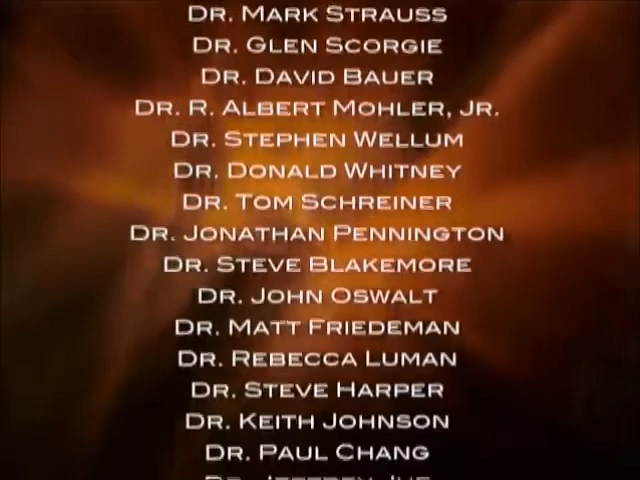 Dr. Mark Strauss
Dr. Glen Scorgie
Dr. David Bauer
Dr. R. Albert Mohler, Jr.
Dr. Stephen Wellum
Dr. Donald Whitney
Dr. Tom Schreiner
Dr. Jonathan Pennington
Dr. Steve Blakemore
Dr. John Oswalt
Dr. Matt Friedeman
Dr. Rebecca Luman
Dr. Steve Harper
Dr. Keith Johnson
Dr. Paul Chang